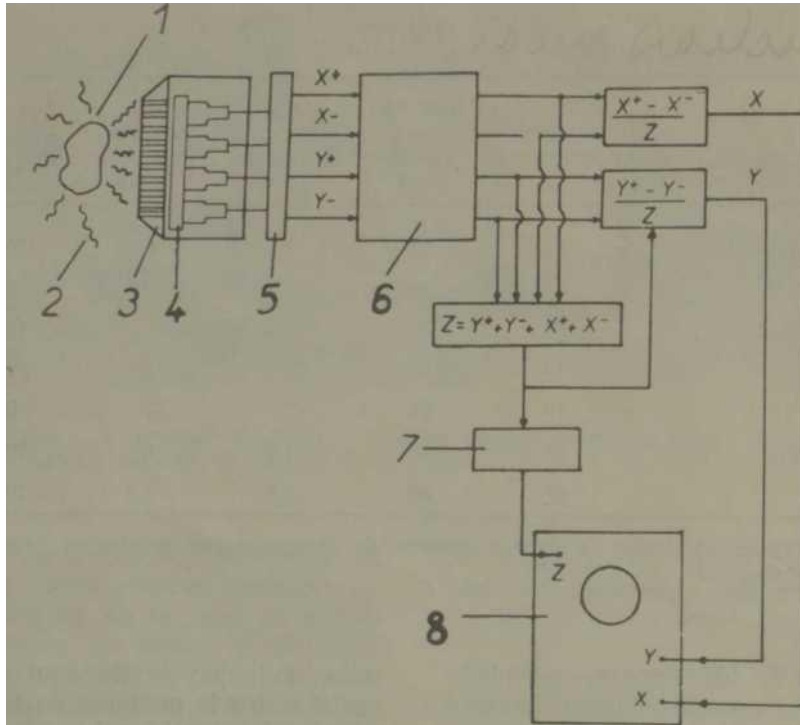 1
X+
X-
Y+
Y-
X⁺ - X⁻
Z
X
Y⁺ - Y⁻
Z
Y
2
3
4
5
6
Z = Y⁺+ Y⁻+ X⁺+ X⁻
7
Z
8
Y
X